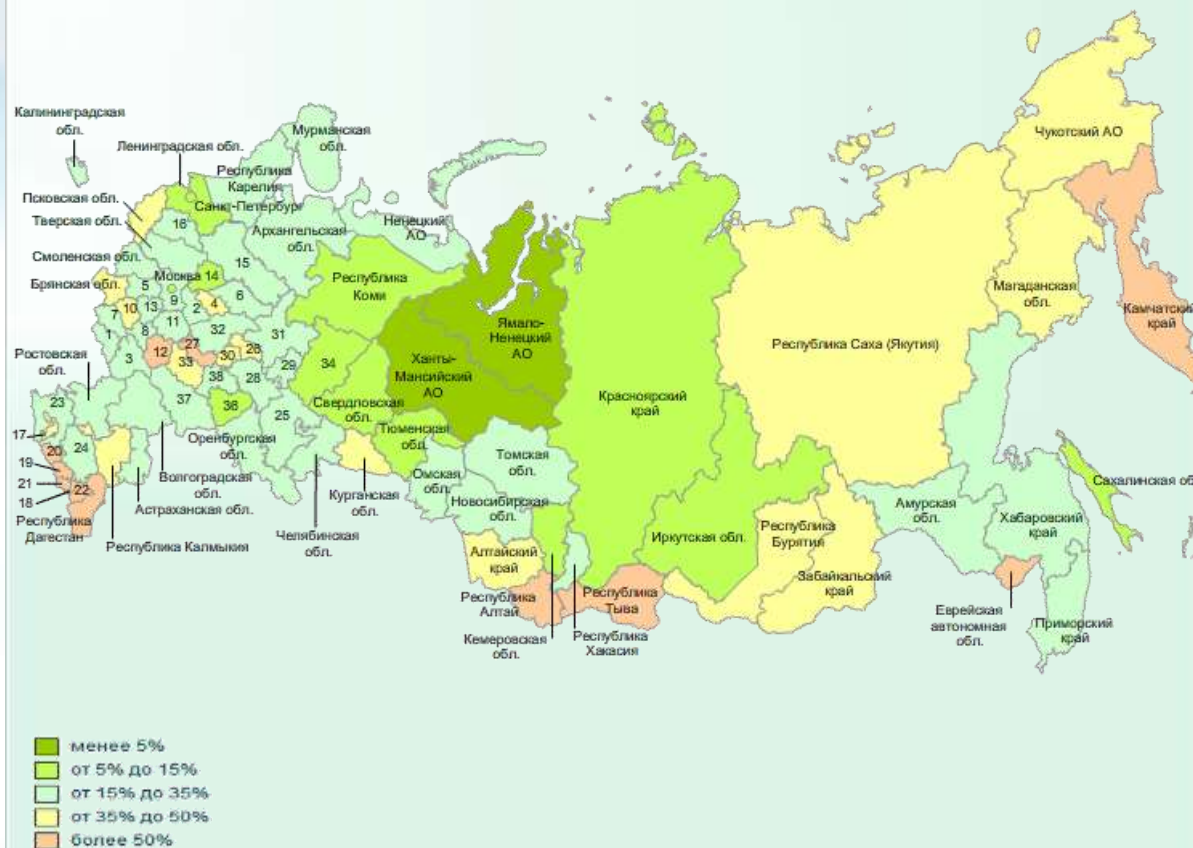 Калининградская
обл.
Мурманская
обл.
Ленинградская обл.
Республика
Карелия
Псковская обл.
Санкт-Петербург
Тверская обл.
16
Архангельская
обл.
Ненецкий
АО
Смоленская обл.
15
Москва 14
Брянская обл.
5
9
6
7
10
13
2
4
Республика
Коми
Ямало-
Ненецкий
АО
Ханты-
Мансийский
АО
1
8
11
32
31
Ростовская
обл.
3
12
27
33
30
26
29
34
38
28
23
37
36
25
Свердловская
обл.
Тюменская
обл.
17
20
24
Оренбургская
обл.
19
21
18
22
Волгоградская
обл.
Астраханская обл.
Республика
Дагестан
Республика Калмыкия
Челябинская
обл.
Курганская
обл.
Омская
обл.
Томская
обл.
Новосибирская
обл.
Алтайский
край
Республика
Алтай
Кемеровская
обл.
Республика
Хакасия
Республика
Тыва
Красноярский
край
Иркутская обл.
Республика
Бурятия
Забайкальский
край
Республика Саха (Якутия)
Чукотский АО
Магаданская
обл.
Камчатский
край
Амурская
обл.
Хабаровский
край
Сахалинская об
Еврейская
автономная
обл.
Приморский
край
менее 5%
от 5% до 15%
от 15% до 35%
от 35% до 50%
более 50%